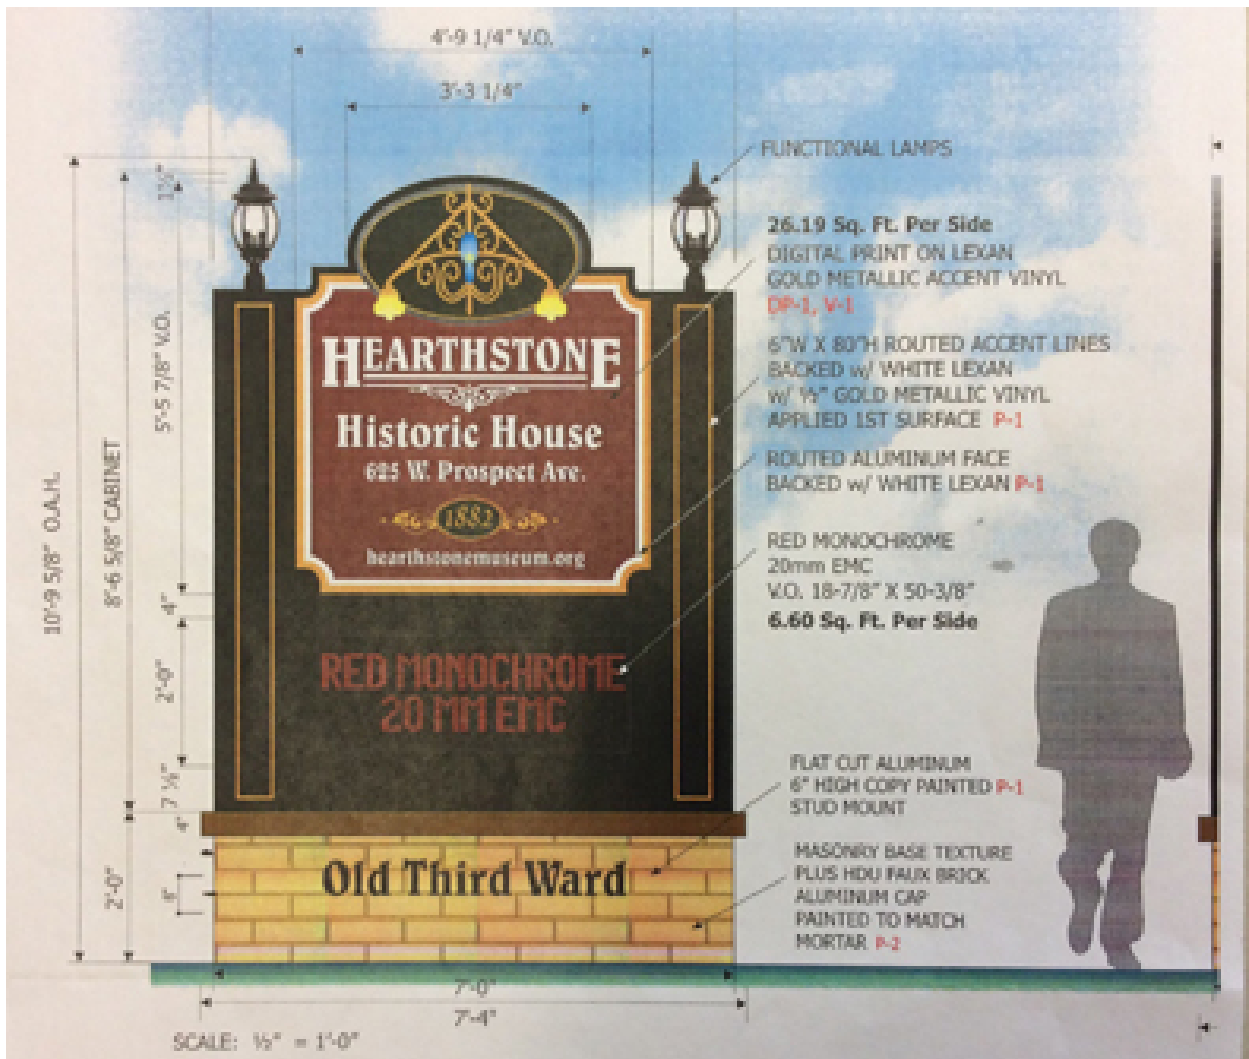 4'-9 1/4" V.O.
3'-3 1/4"
FUNCTIONAL LAMPS
1½"
26.19 Sq. Ft. Per Side
DIGITAL PRINT ON LEXAN
GOLD METALLIC ACCENT VINYL
DP-1, V-1
6"W X 80"H ROUTED ACCENT LINES
BACKED w/ WHITE LEXAN
w/ ½" GOLD METALLIC VINYL
APPLIED 1ST SURFACE P-1
ROUTED ALUMINUM FACE
BACKED w/ WHITE LEXAN P-1
RED MONOCHROME
20mm EMC
V.O. 18-7/8" X 50-3/8"
6.60 Sq. Ft. Per Side
FLAT CUT ALUMINUM
6" HIGH COPY PAINTED P-1
STUD MOUNT
MASONRY BASE TEXTURE
PLUS HDU FAUX BRICK
ALUMINUM CAP
PAINTED TO MATCH
MORTAR P-2
HEARTHSTONE
Historic House
625 W. Prospect Ave.
1882
hearthstonemuseum.org
RED MONOCHROME
20 MM EMC
Old Third Ward
10'-9 5/8" O.A.H.
8'-6 5/8" CABINET
5'-5 7/8" V.O.
4"
2'-0"
7 ½"
4"
2'-0"
7'-0"
7'-4"
SCALE: ½" = 1'-0"